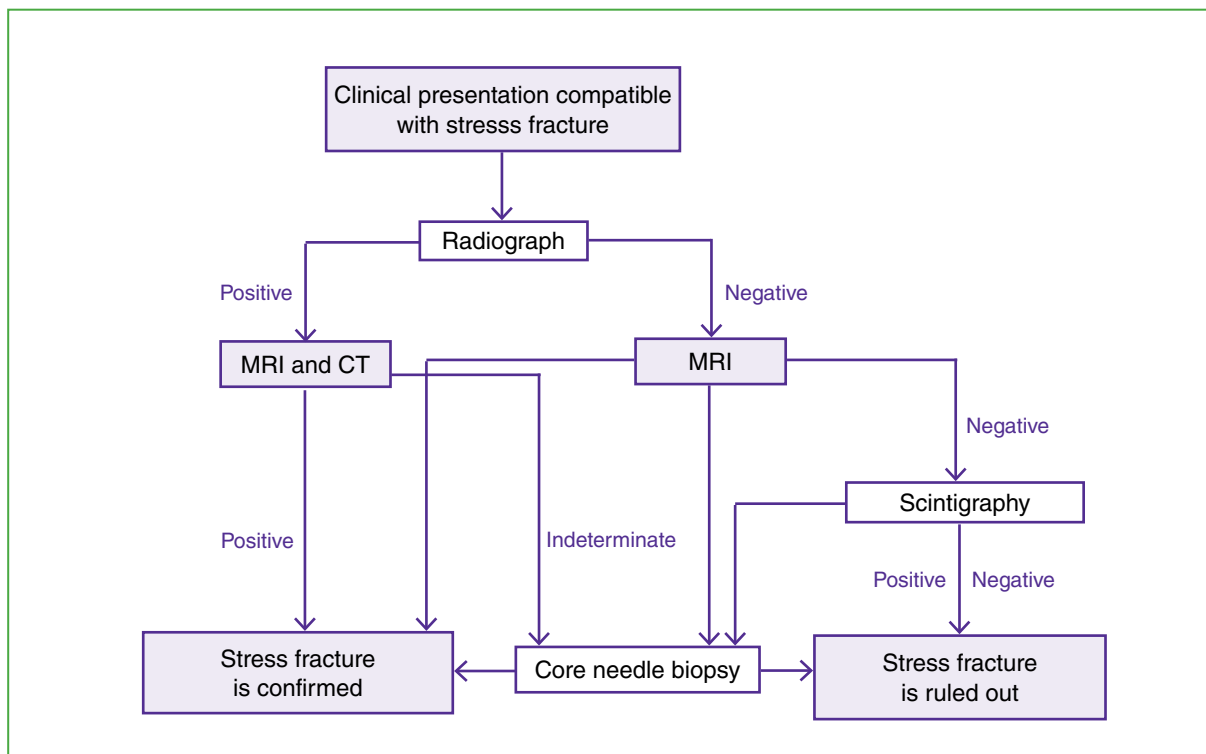 Clinical presentation compatible
with stresss fracture
Radiograph
Positive
Negative
MRI and CT
MRI
Negative
Scintigraphy
Positive
Indeterminate
Positive
Negative
Stress fracture
is confirmed
Core needle biopsy
Stress fracture
is ruled out